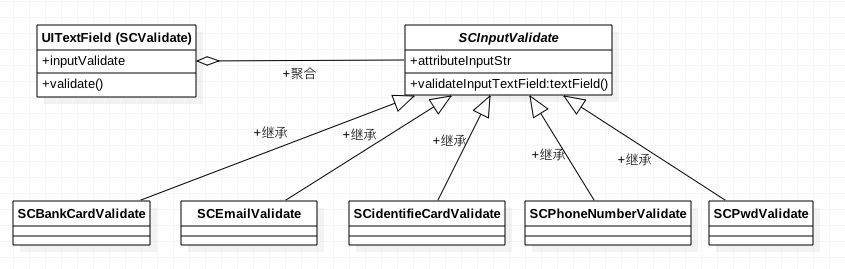 UITextField (SCValidate)
+inputValidate
+validate()
+聚合
SCInputValidate
+attributeInputStr
+validateInputTextField:textField()
+继承
+继承
+继承
+继承
+继承
SCBankCardValidate
SCEmailValidate
SCidentifieCardValidate
SCPhoneNumberValidate
SCPwdValidate